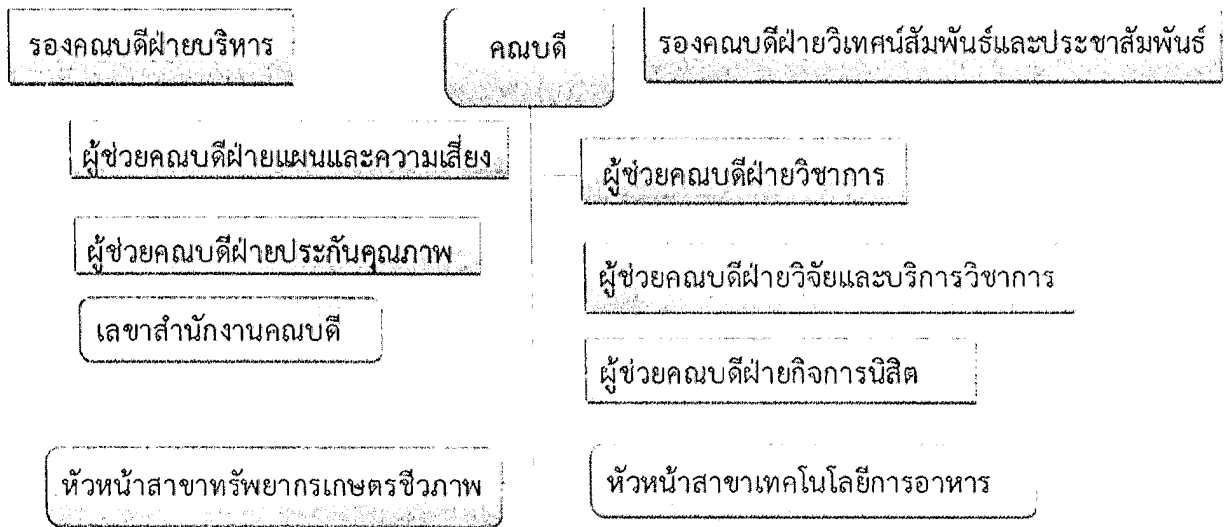 รองคณบดีฝ่ายบริหาร
คณบดี
รองคณบดีฝ่ายวิเทศน์สัมพันธ์และประชาสัมพันธ์
ผู้ช่วยคณบดีฝ่ายแผนและความเสี่ยง
ผู้ช่วยคณบดีฝ่ายวิชาการ
ผู้ช่วยคณบดีฝ่ายประกันคุณภาพ
ผู้ช่วยคณบดีฝ่ายวิจัยและบริการวิชาการ
เลขาสำนักงานคณบดี
ผู้ช่วยคณบดีฝ่ายกิจการนิสิต
หัวหน้าสาขาทรัพยากรเกษตรชีวภาพ
หัวหน้าสาขาเทคโนโลยีการอาหาร